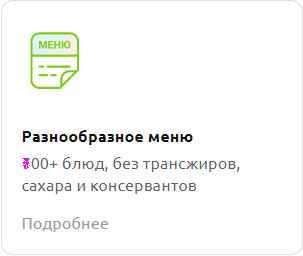 МЕНЮ
Разнообразное меню
блюд, без трансжиров,
сахара и консервантов
Подробнее